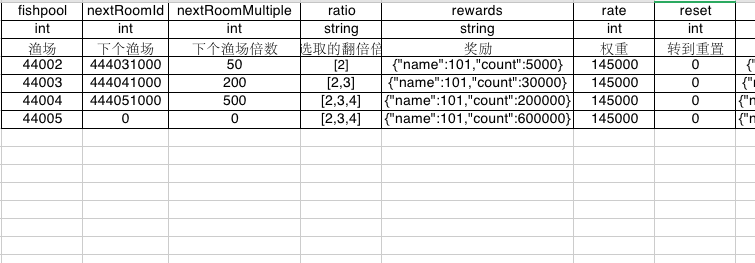 fishpool nextRoomId nextRoomMultiple ratio rewards rate reset
int int int string string int int
渔场 下个渔场 下个渔场倍数 选取的翻倍倍 奖励 权重 转到重置
44002 444031000 50 [2] {"name":101,"count":5000} 145000 0 {"
44003 444041000 200 [2,3] {"name":101,"count":30000} 145000 0 {"n
44004 444051000 500 [2,3,4] {"name":101,"count":200000} 145000 0 {"n
44005 0 0 [2,3,4] {"name":101,"count":600000} 145000 0 {"n